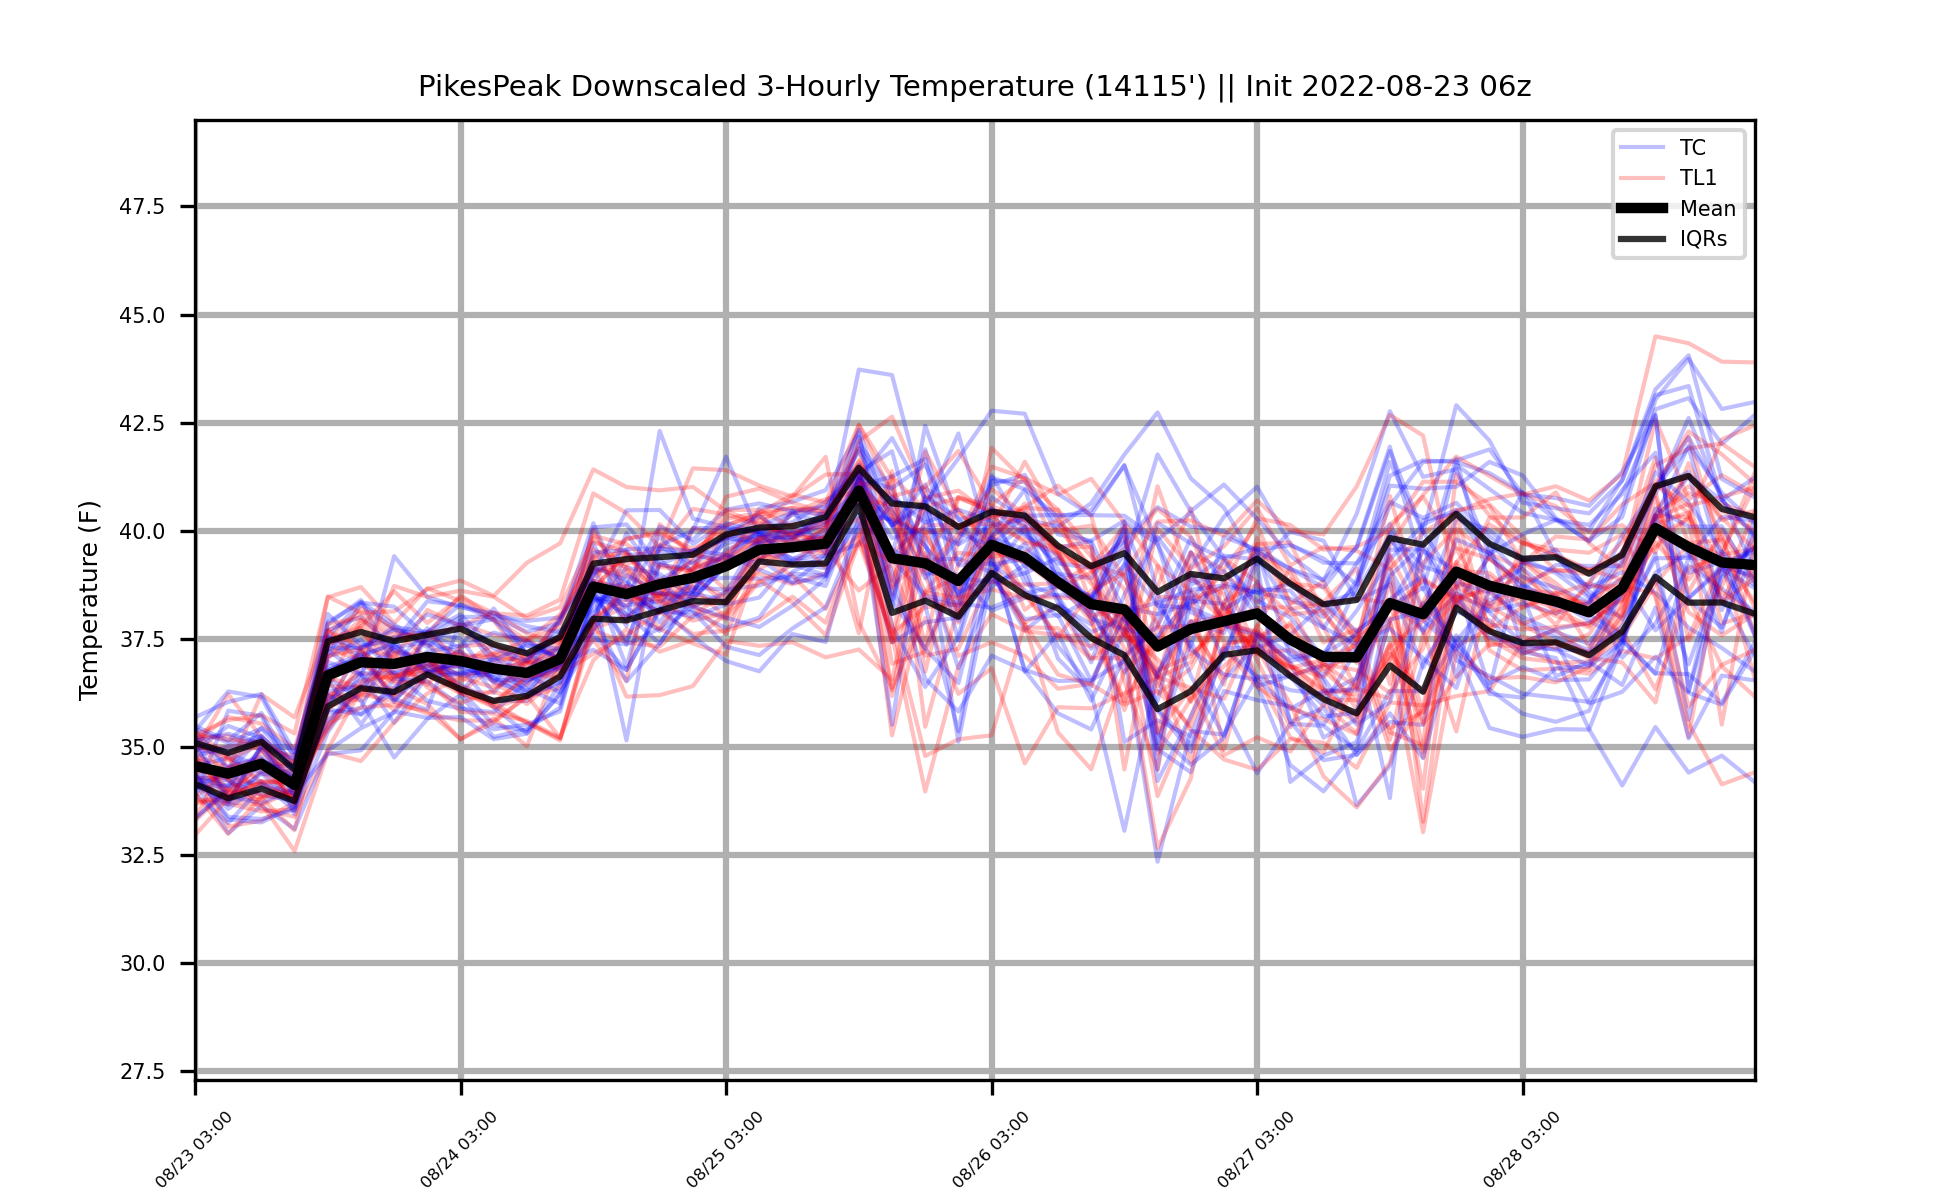 PikesPeak Downscaled 3-Hourly Temperature (14115') || Init 2022-08-23 06z
TC
TL1
Mean
IQRs
Temperature (F)
47.5
45.0
42.5
40.0
37.5
35.0
32.5
30.0
27.5
08/23 03:00
08/24 03:00
08/25 03:00
08/26 03:00
08/27 03:00
08/28 03:00